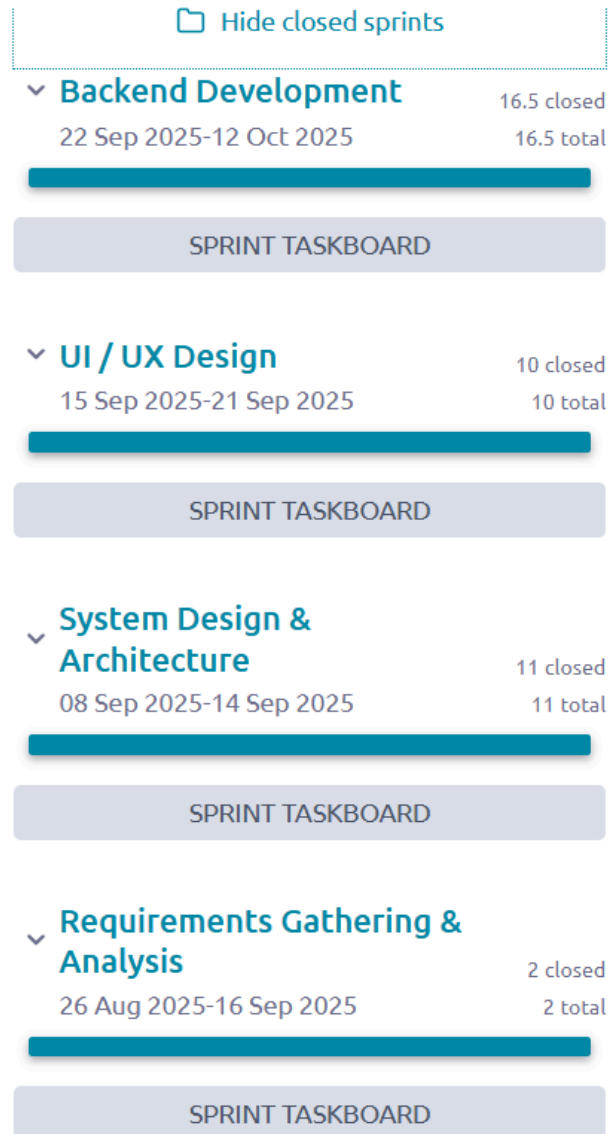 Hide closed sprints
Backend Development
16.5 closed
22 Sep 2025-12 Oct 2025
16.5 total
SPRINT TASKBOARD
UI / UX Design
10 closed
15 Sep 2025-21 Sep 2025
10 total
SPRINT TASKBOARD
System Design &
Architecture
11 closed
08 Sep 2025-14 Sep 2025
11 total
SPRINT TASKBOARD
Requirements Gathering &
Analysis
2 closed
26 Aug 2025-16 Sep 2025
2 total
SPRINT TASKBOARD